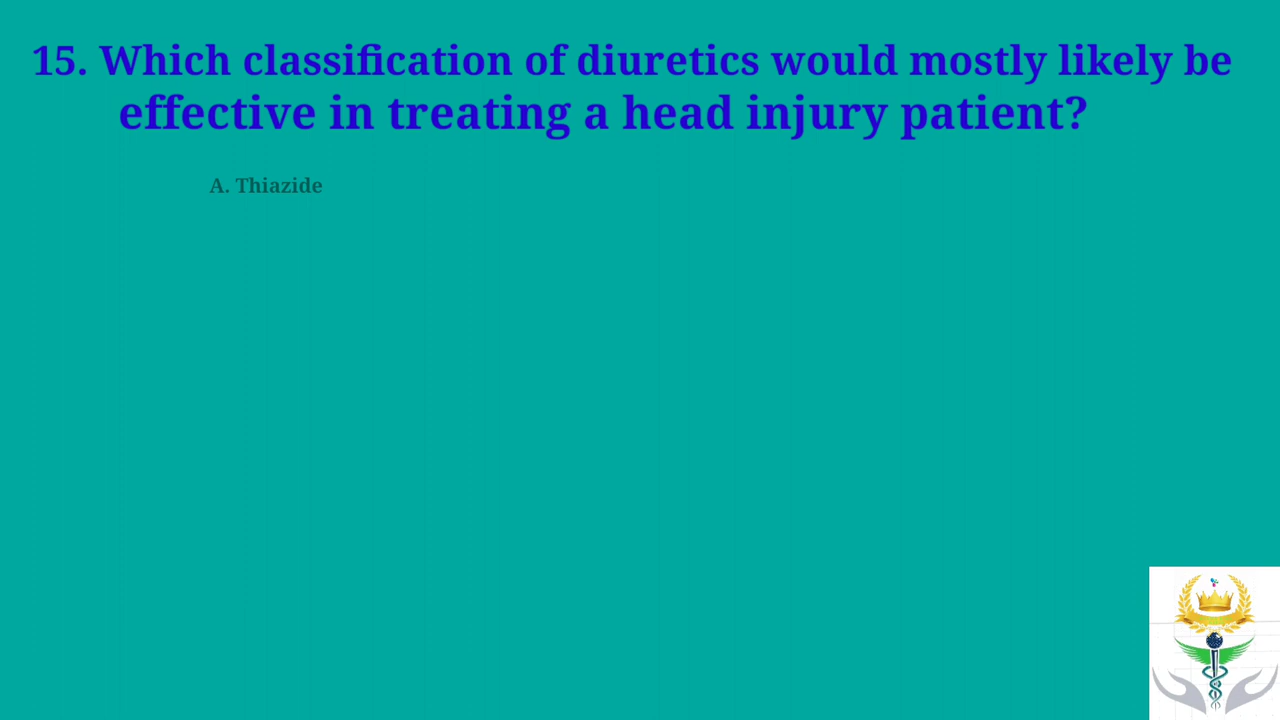 15. Which classification of diuretics would mostly likely be
effective in treating a head injury patient?
A. Thiazide